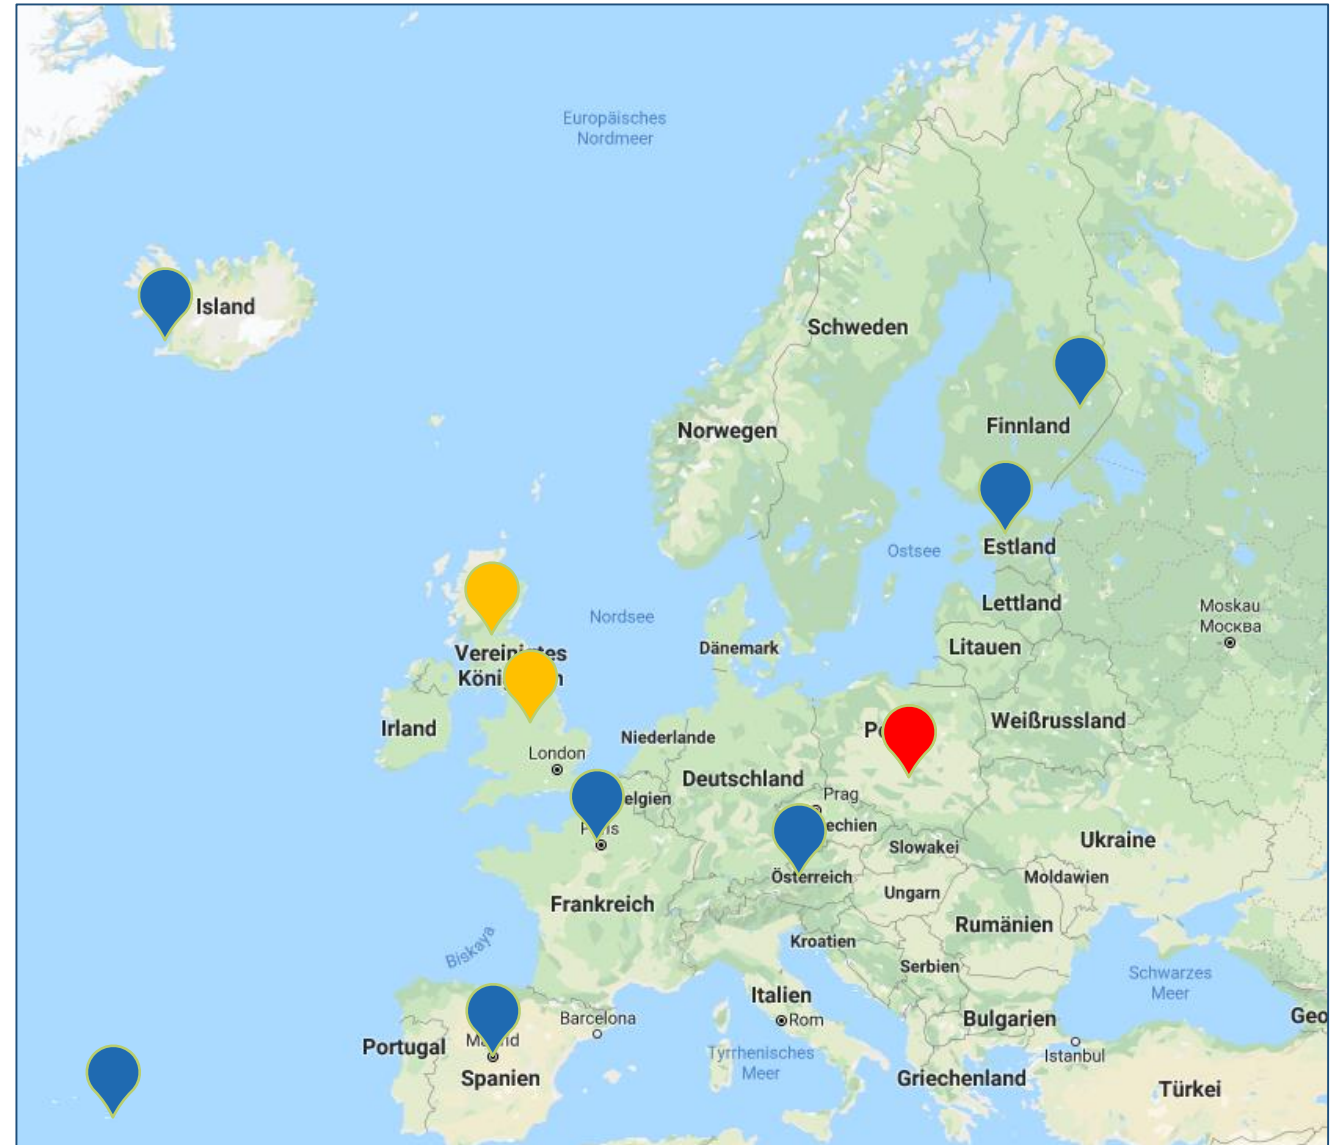 Europäisches
Nordmeer
Island
Schweden
Finnland
Norwegen
Estland
Ostsee
Lettland
Nordsee
Moskau
Москва
Dänemark
Litauen
Irland
Weißrussland
Niederlande
London
Deutschland
Prag
Ukraine
Slowakei
Österreich
Moldawien
Ungarn
Frankreich
Rumänien
Kroatien
Biskaya
Serbien
Schwarzes
Meer
Italien
Barcelona
Rom
Bulgarien
Geo
Portugal
Istanbul
Tyrrhenisches
Meer
Spanien
Griechenland
Türkei